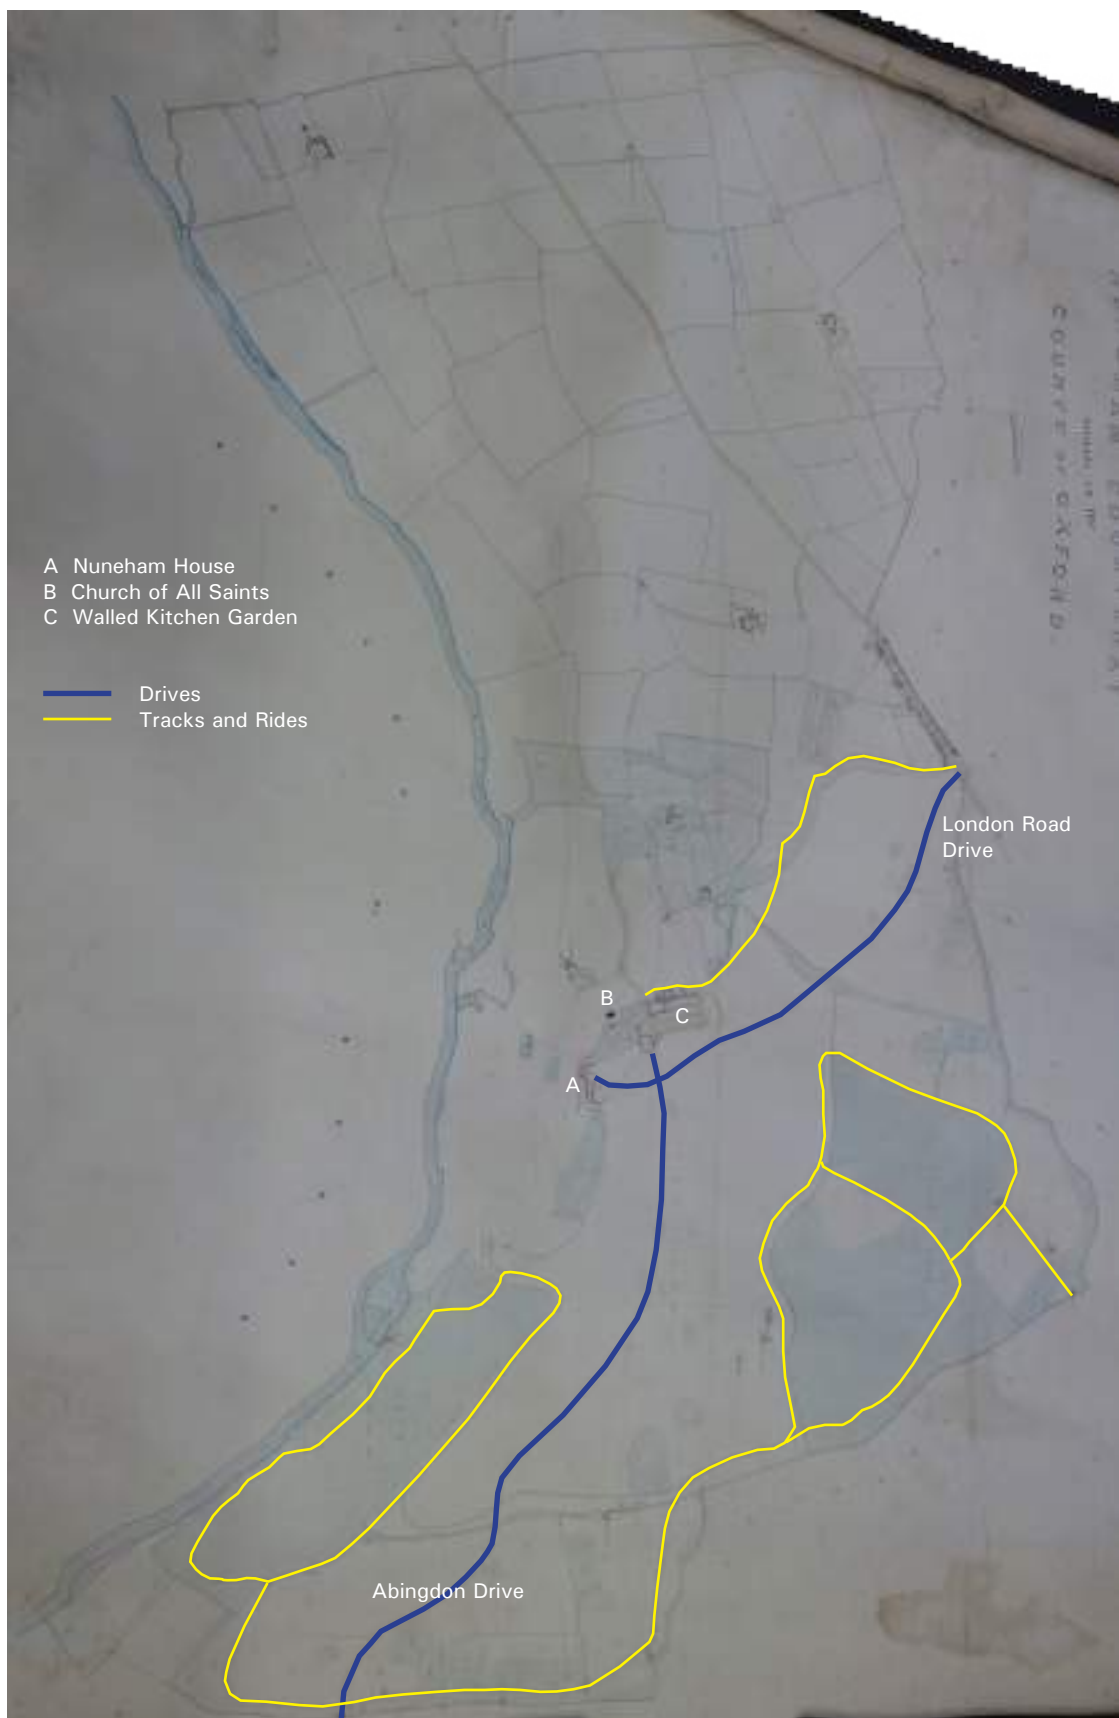 COUNTY OF OXFORD
A Nuneham House
B Church of All Saints
C Walled Kitchen Garden
Drives
Tracks and Rides
London Road
Drive
B
C
A
Abingdon Drive